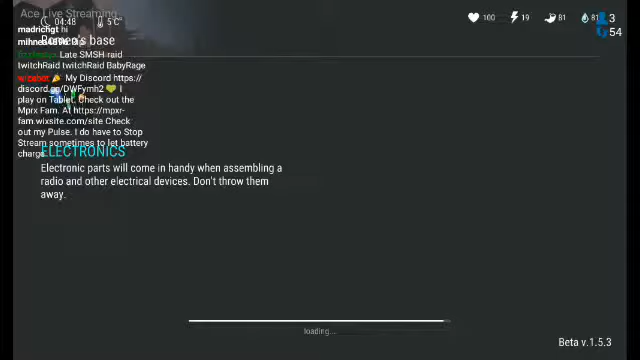 Ace Live Streaming
04:48
5°C
100
19
81
81
3
54
madrichgt hi
's base
Late SMSH raid
twitchRaid twitchRaid BabyRage
wizebot 🎉 My Discord https://
discord.gg/DWFymh2 💚 I
play on Tablet. Check out the
Mprx Fam. At https://mpxr-
fam.wixsite.com/site Check
out my Pulse. I do have to Stop
Stream sometimes to let battery
charge
ELECTRONICS
Electronic parts will come in handy when assembling a
radio and other electrical devices. Don't throw them
away.
loading...
Beta v.1.5.3